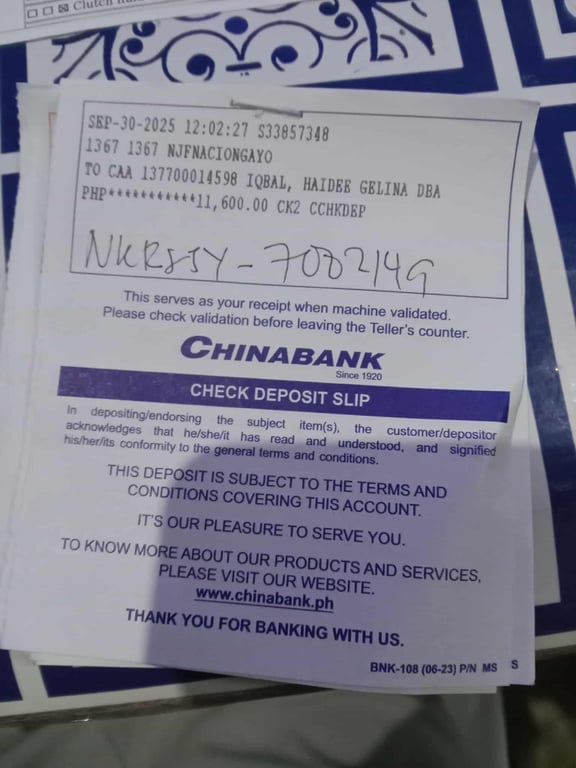 Clutch
SEP-30-2025 12:02:27 S33857348
1367 1367 NJFNACIONGAYO
TO CAA 137700014598 IQBAL, HAIDEE GELINA DBA
PHP***********11,600.00 CK2 CCHKDEP
This serves as your receipt when machine validated.
Please check validation before leaving the Teller's counter.
CHINABANK
Since 1920
CHECK DEPOSIT SLIP
In depositing/endorsing the subject item(s), the customer/depositor
acknowledges that he/she/it has read and understood, and signified
his/her/its conformity to the general terms and conditions.
THIS DEPOSIT IS SUBJECT TO THE TERMS AND
CONDITIONS COVERING THIS ACCOUNT.
IT'S OUR PLEASURE TO SERVE YOU.
TO KNOW MORE ABOUT OUR PRODUCTS AND SERVICES,
PLEASE VISIT OUR WEBSITE.
www.chinabank.ph
THANK YOU FOR BANKING WITH US.
BNK-108 (06-23) P/N MS S